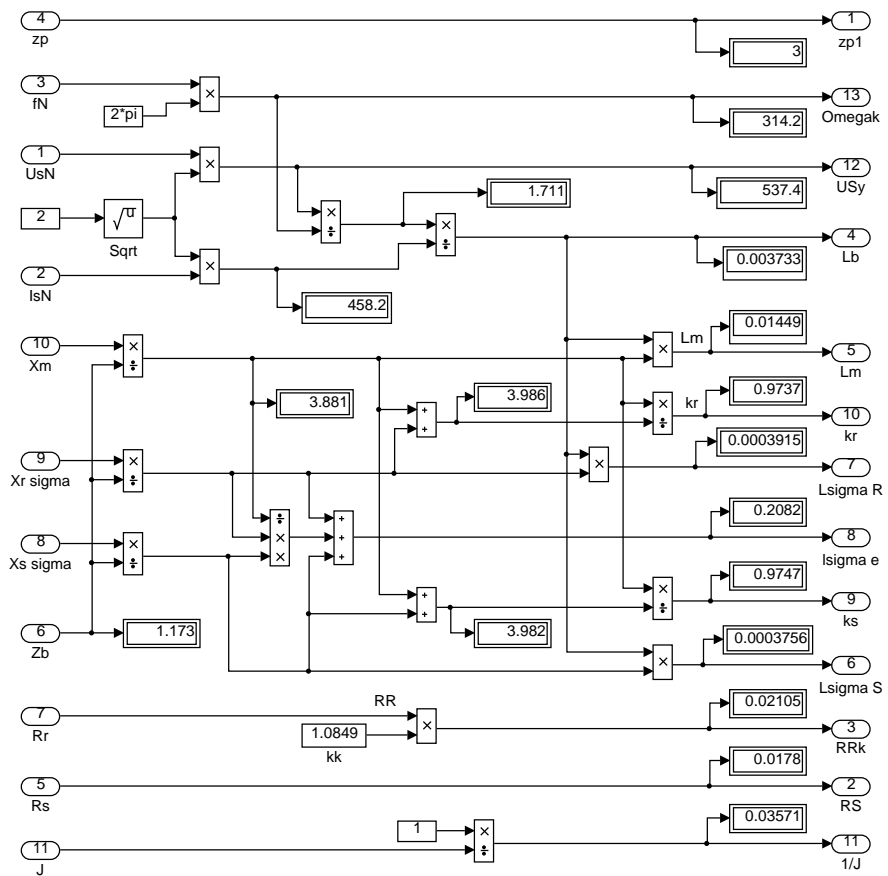 4
zp
1
zp1
3
3
fN
2*pi
×
13
Omegak
314.2
1
UsN
×
12
USy
537.4
2
√u
Sqrt
×
÷
1.711
×
÷
4
Lb
0.003733
2
IsN
×
458.2
10
Xm
×
÷
Lm
×
0.01449
5
Lm
3.881
+
+
3.986
kr
×
÷
0.9737
10
kr
9
Xr sigma
×
÷
×
0.0003915
7
Lsigma R
8
Xs sigma
×
÷
÷
×
×
+
+
+
0.2082
8
lsigma e
+
+
3.982
×
÷
0.9747
9
ks
6
Zb
1.173
×
0.0003756
6
Lsigma S
7
Rr
RR
1.0849
kk
×
0.02105
3
RRk
5
Rs
0.0178
2
RS
11
J
1
×
÷
0.03571
11
1/J